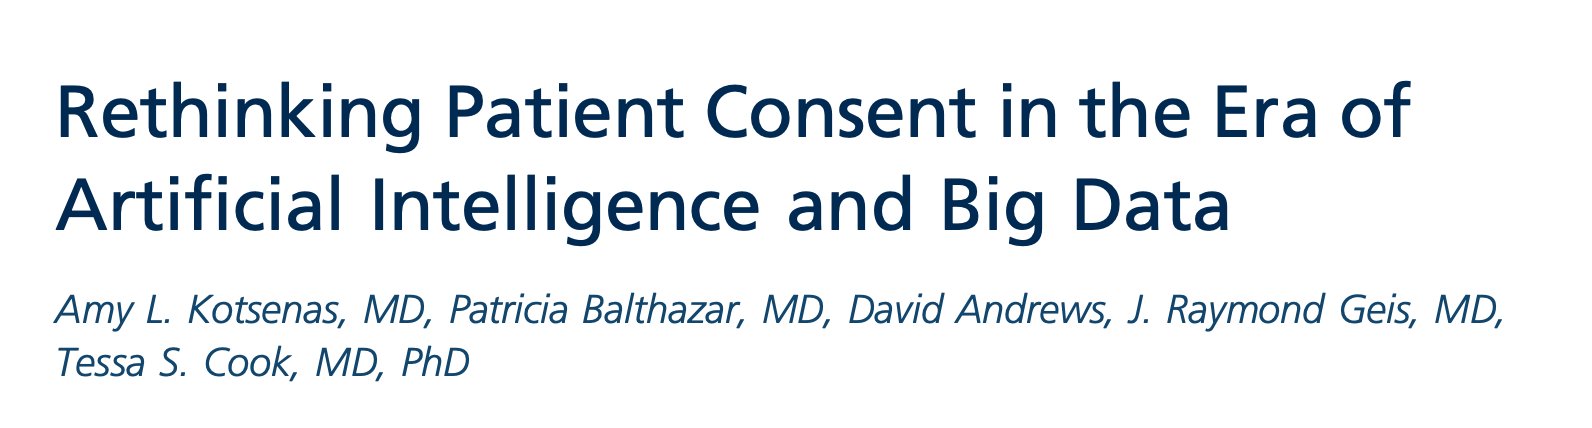 Rethinking Patient Consent in the Era of
Artificial Intelligence and Big Data
Amy L. Kotsenas, MD, Patricia Balthazar, MD, David Andrews, J. Raymond Geis, MD,
Tessa S. Cook, MD, PhD